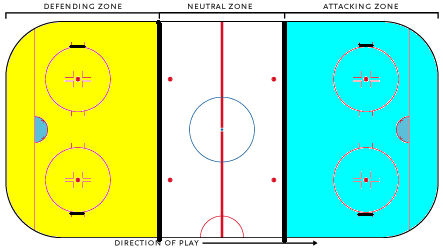 DEFENDING ZONE NEUTRAL ZONE ATTACKING ZONE
DIRECTION OF PLAY